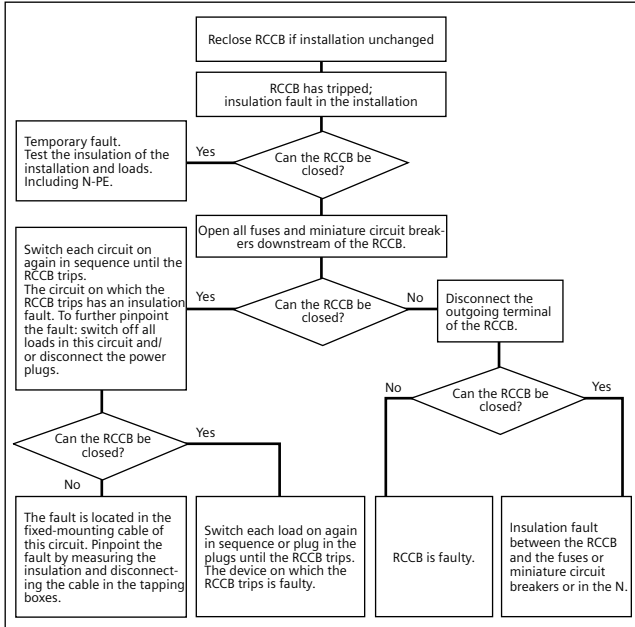 Reclose RCCB if installation unchanged
RCCB has tripped;
insulation fault in the installation
Temporary fault.
Test the insulation of the
installation and loads.
Including N-PE.
Yes
Can the RCCB be
closed?
Open all fuses and miniature circuit break-
ers downstream of the RCCB.
Switch each circuit on
again in sequence until the
RCCB trips.
The circuit on which the
RCCB trips has an insulation
fault. To further pinpoint
the fault: switch off all
loads in this circuit and/
or disconnect the power
plugs.
Yes
Can the RCCB be
closed?
No
Disconnect the
outgoing terminal
of the RCCB.
No
Can the RCCB be
closed?
Yes
Can the RCCB be
closed?
Yes
No
The fault is located in the
fixed-mounting cable of
this circuit. Pinpoint the
fault by measuring the
insulation and disconnect-
ing the cable in the tapping
boxes.
Switch each load on again
in sequence or plug in the
plugs until the RCCB trips.
The device on which the
RCCB trips is faulty.
RCCB is faulty.
Insulation fault
between the RCCB
and the fuses or
miniature circuit
breakers or in the N.